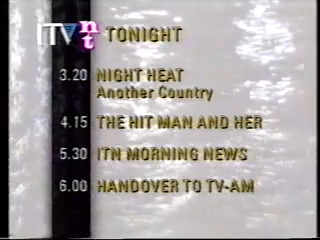 ITV nt TONIGHT
3.20 NIGHT HEAT
Another Country
4.15 THE HIT MAN AND HER
5.30 ITN MORNING NEWS
6.00 HANDOVER TO TV-AM